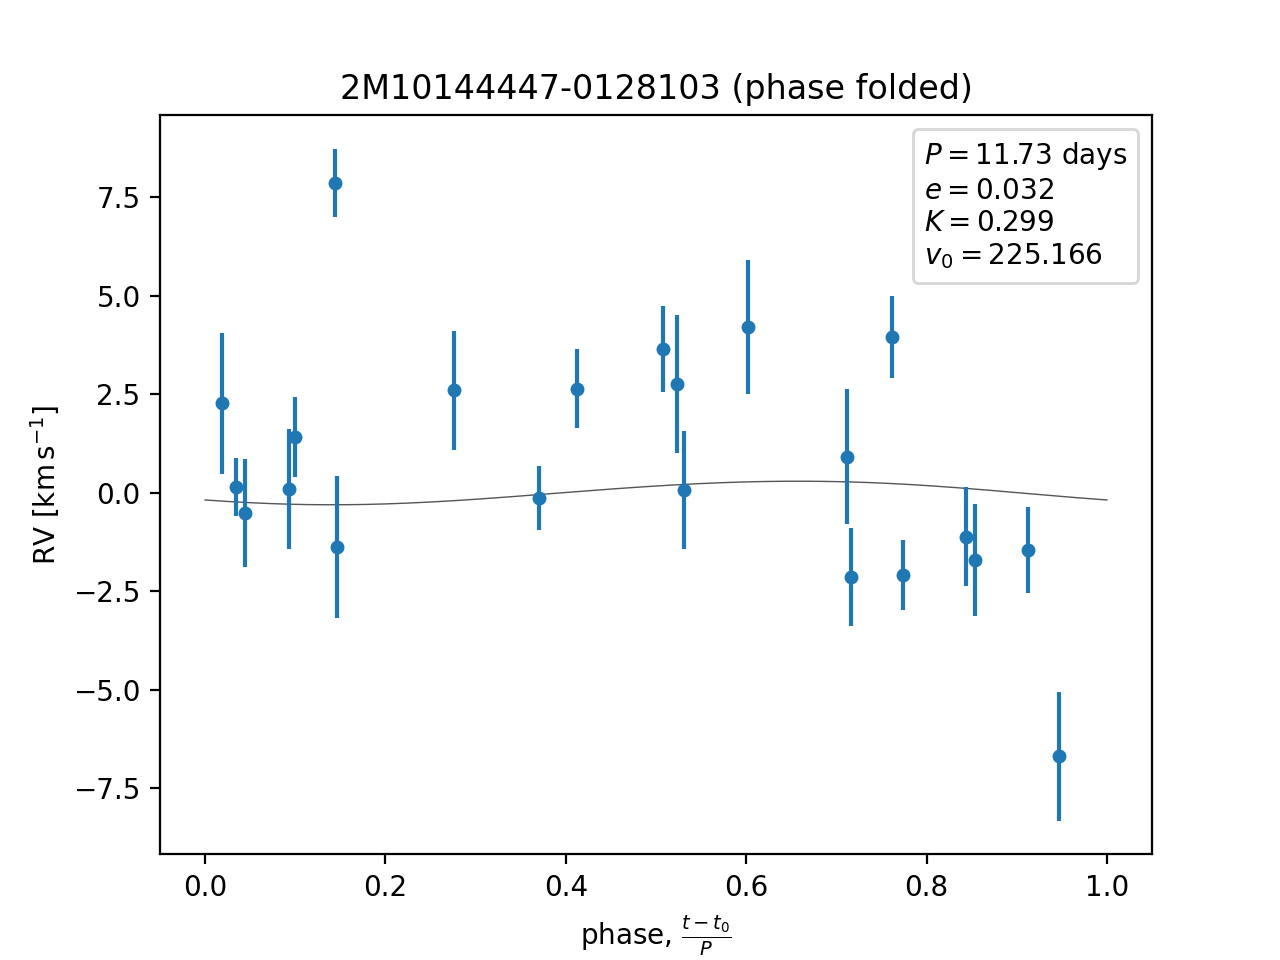 2M10144447-0128103 (phase folded)
P = 11.73 days
e = 0.032
K = 0.299
v₀ = 225.166
RV [km s⁻¹]
7.5
5.0
2.5
0.0
−2.5
−5.0
−7.5
0.0 0.2 0.4 0.6 0.8 1.0
phase, (t − t₀)/P